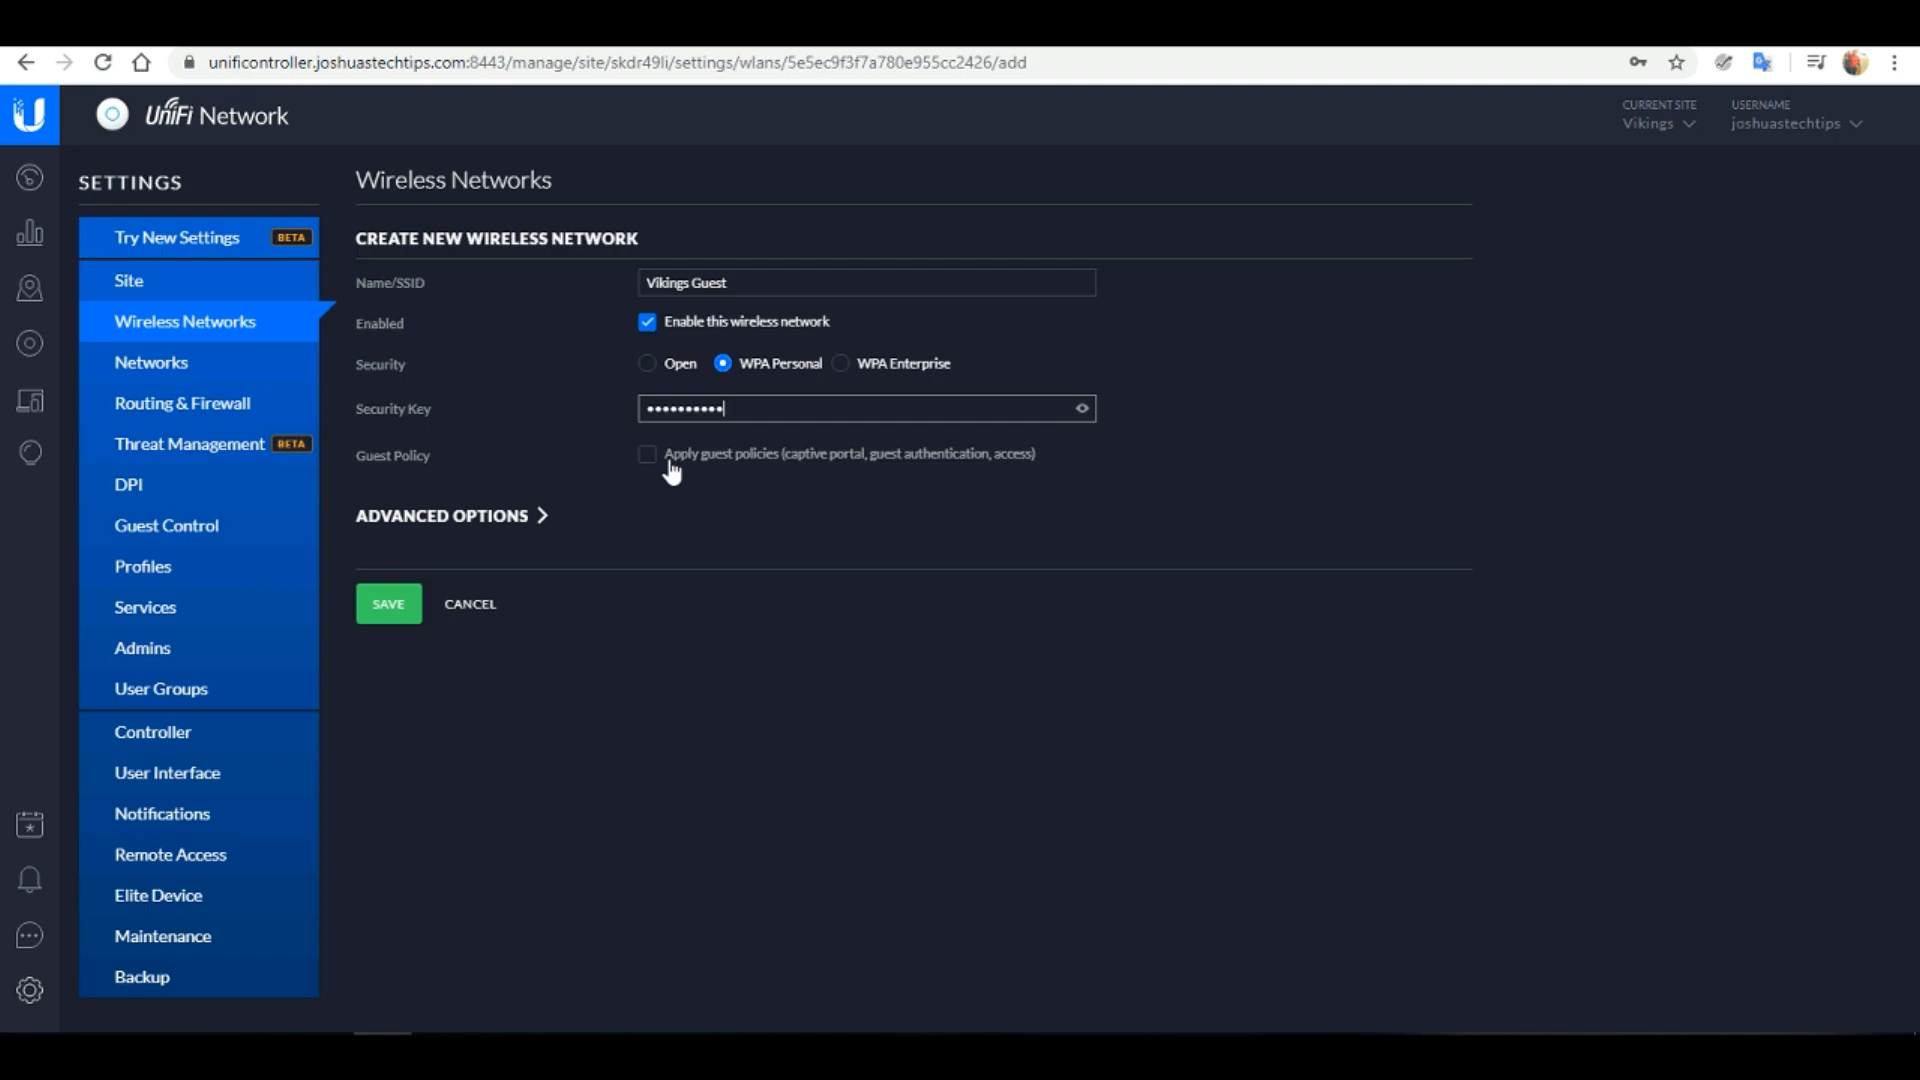 unificontroller.joshuastechtips.com:8443/manage/site/skdr49li/settings/wlans/5e5ec9f3f7a780e955cc2426/add
U
UniFi Network
CURRENT SITE
Vikings
USERNAME
joshuastechtips
SETTINGS
Try New Settings BETA
Site
Wireless Networks
Networks
Routing & Firewall
Threat Management BETA
DPI
Guest Control
Profiles
Services
Admins
User Groups
Controller
User Interface
Notifications
Remote Access
Elite Device
Maintenance
Backup
Wireless Networks
CREATE NEW WIRELESS NETWORK
Name/SSID Vikings Guest
Enabled Enable this wireless network
Security Open WPA Personal WPA Enterprise
Security Key ••••••••••
Guest Policy Apply guest policies (captive portal, guest authentication, access)
ADVANCED OPTIONS
SAVE CANCEL